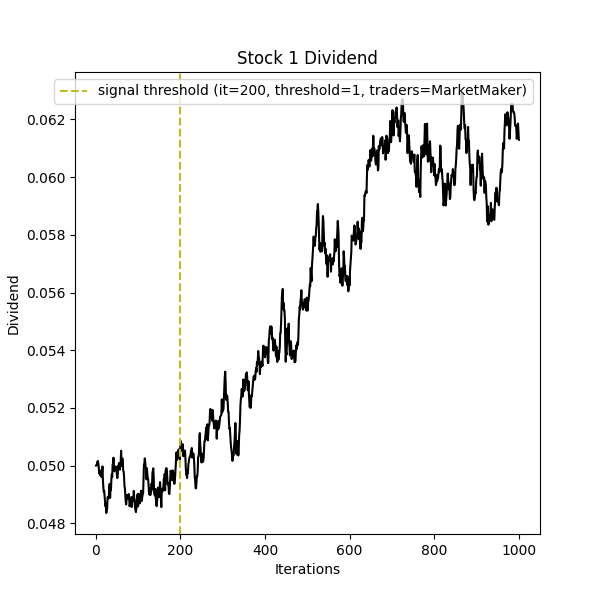 Stock 1 Dividend
signal threshold (it=200, threshold=1, traders=MarketMaker)
0.062
0.060
0.058
0.056
0.054
0.052
0.050
0.048
Dividend
0 200 400 600 800 1000
Iterations